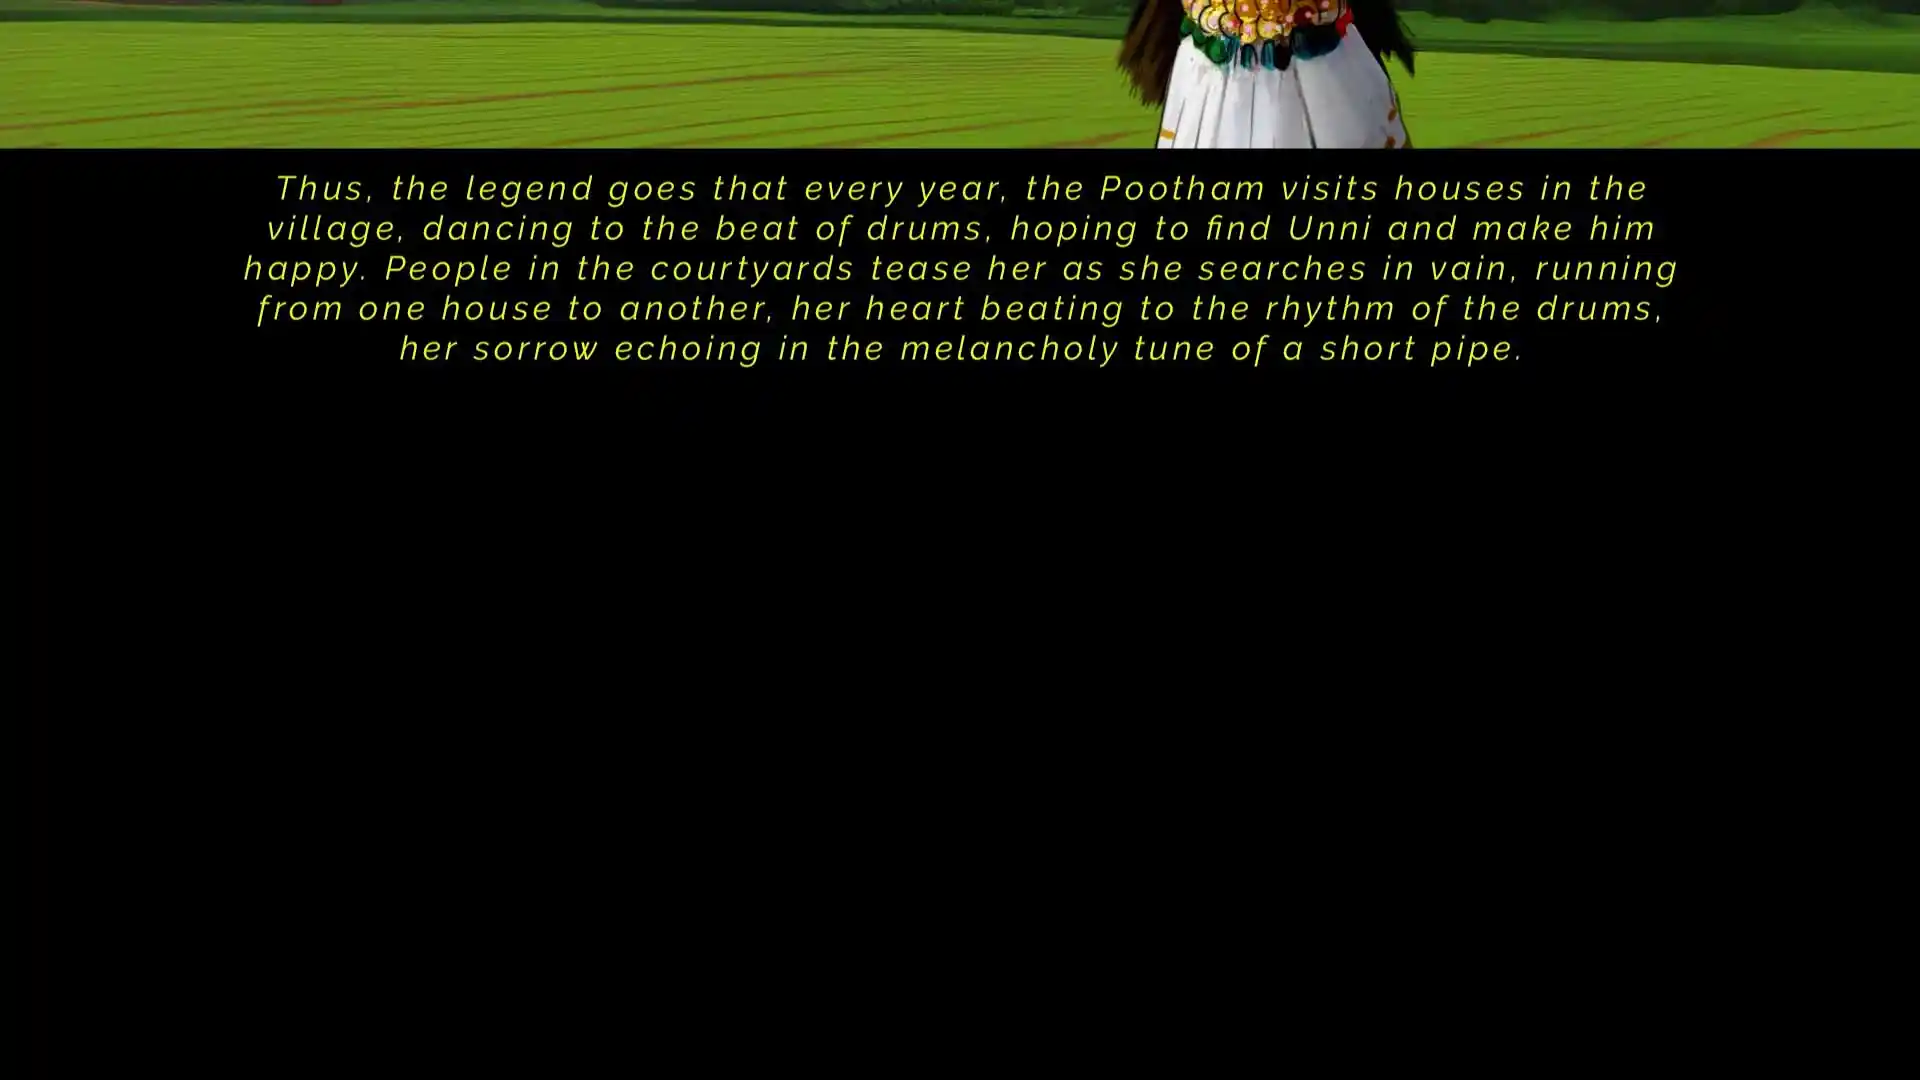 Thus, the legend goes that every year, the Pootham visits houses in the
village, dancing to the beat of drums, hoping to find Unni and make him
happy. People in the courtyards tease her as she searches in vain, running
from one house to another, her heart beating to the rhythm of the drums,
her sorrow echoing in the melancholy tune of a short pipe.